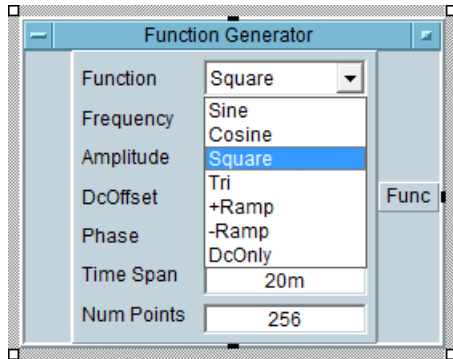 Function Generator
Function Square
Sine
Frequency
Cosine
Amplitude Square
Tri
DcOffset +Ramp Func
Phase -Ramp
DcOnly
Time Span 20m
Num Points 256